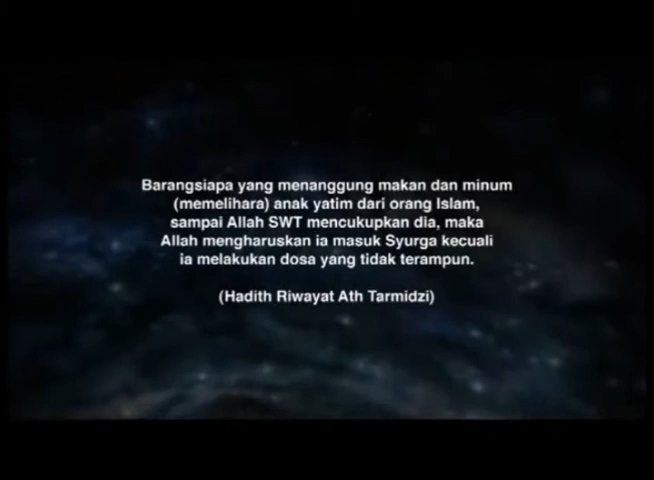 Barangsiapa yang menanggung makan dan minum
(memelihara) anak yatim dari orang Islam,
sampai Allah SWT mencukupkan dia, maka
Allah mengharuskan ia masuk Syurga kecuali
ia melakukan dosa yang tidak terampun.
(Hadith Riwayat Ath Tarmidzi)